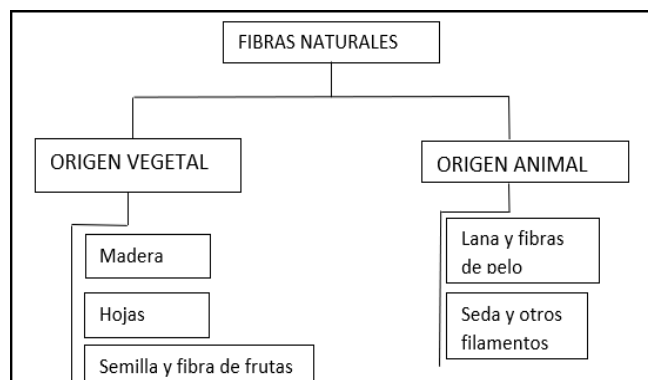 FIBRAS NATURALES
ORIGEN VEGETAL
Madera
Hojas
Semilla y fibra de frutas
ORIGEN ANIMAL
Lana y fibras
de pelo
Seda y otros
filamentos